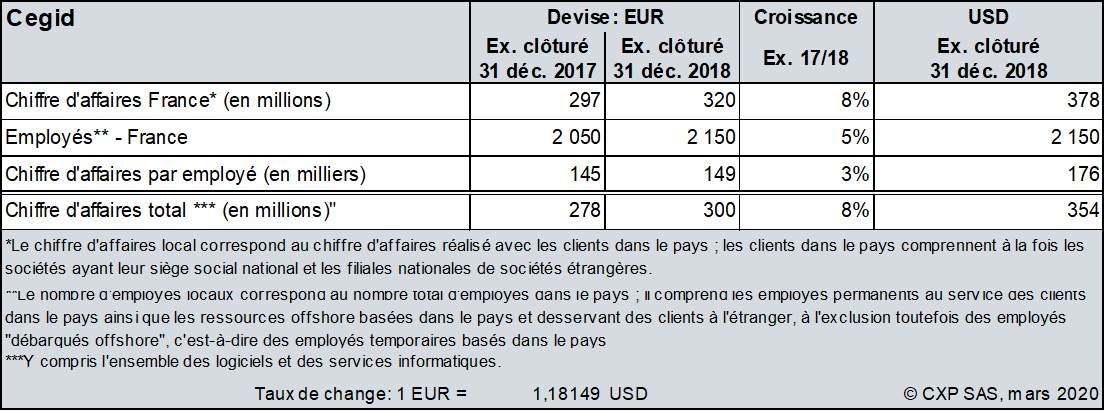 Cegid Devise: EUR Croissance USD
Ex. clôturé Ex. clôturé Ex. 17/18 Ex. clôturé
31 déc. 2017 31 déc. 2018 31 déc. 2018
Chiffre d'affaires France* (en millions) 297 320 8% 378
Employés** - France 2 050 2 150 5% 2 150
Chiffre d'affaires par employé (en milliers) 145 149 3% 176
Chiffre d'affaires total *** (en millions)" 278 300 8% 354
*Le chiffre d'affaires local correspond au chiffre d'affaires réalisé avec les clients dans le pays ; les clients dans le pays comprennent à la fois les
sociétés ayant leur siège social national et les filiales nationales de sociétés étrangères.
**Le nombre d'employés locaux correspond au nombre total d'employés dans le pays ; il comprend les employés permanents au service des clients
dans le pays ainsi que les ressources offshore basées dans le pays et desservant des clients à l'étranger, à l'exclusion toutefois des employés
"débarqués offshore", c'est-à-dire des employés temporaires basés dans le pays
***Y compris l'ensemble des logiciels et des services informatiques.
Taux de change: 1 EUR = 1,18149 USD © CXP SAS, mars 2020